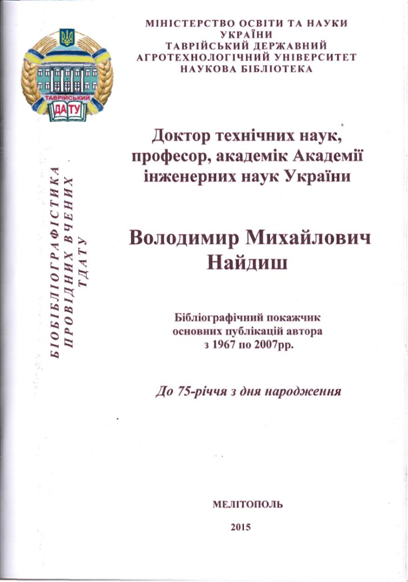 МІНІСТЕРСТВО ОСВІТИ ТА НАУКИ
УКРАЇНИ
ТАВРІЙСЬКИЙ ДЕРЖАВНИЙ
АГРОТЕХНОЛОГІЧНИЙ УНІВЕРСИТЕТ
НАУКОВА БІБЛІОТЕКА
ТАВРІЙСЬКИЙ
ДАТУ
Доктор технічних наук,
професор, академік Академії
інженерних наук України
БІОБІБЛІОГРАФІСТИКА
ПРОВІДНИХ ВЧЕНИХ
ТДАТУ
Володимир Михайлович
Найдиш
Бібліографічний покажчик
основних публікацій автора
з 1967 по 2007рр.
До 75-річчя з дня народження
МЕЛІТОПОЛЬ
2015